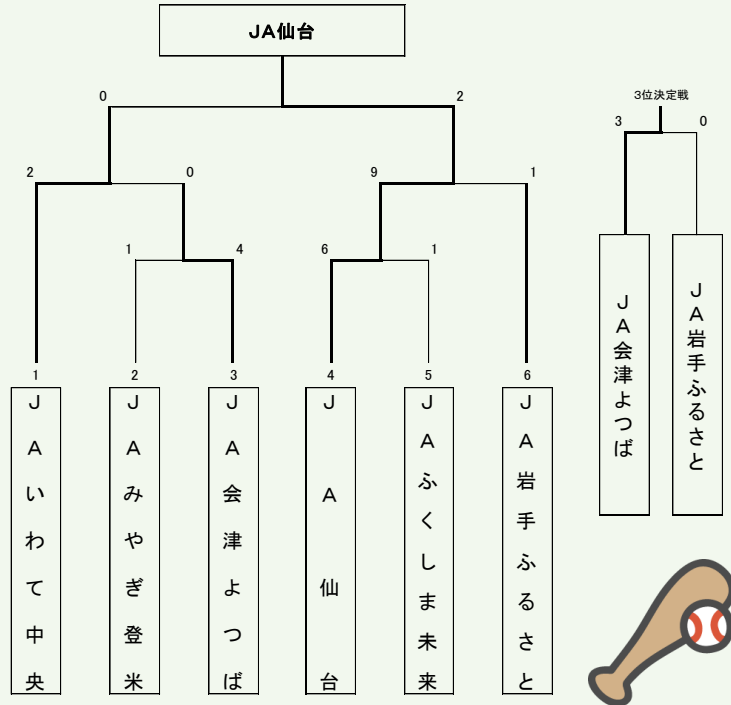 JA仙台
0 2
3位決定戦
3 0
2 0 9 1
1 4 6 1
1 2 3 4 5 6
JAいわて中央
JAみやぎ登米
JA会津よつば
JA仙台
JAふくしま未来
JA岩手ふるさと
JA会津よつば
JA岩手ふるさと